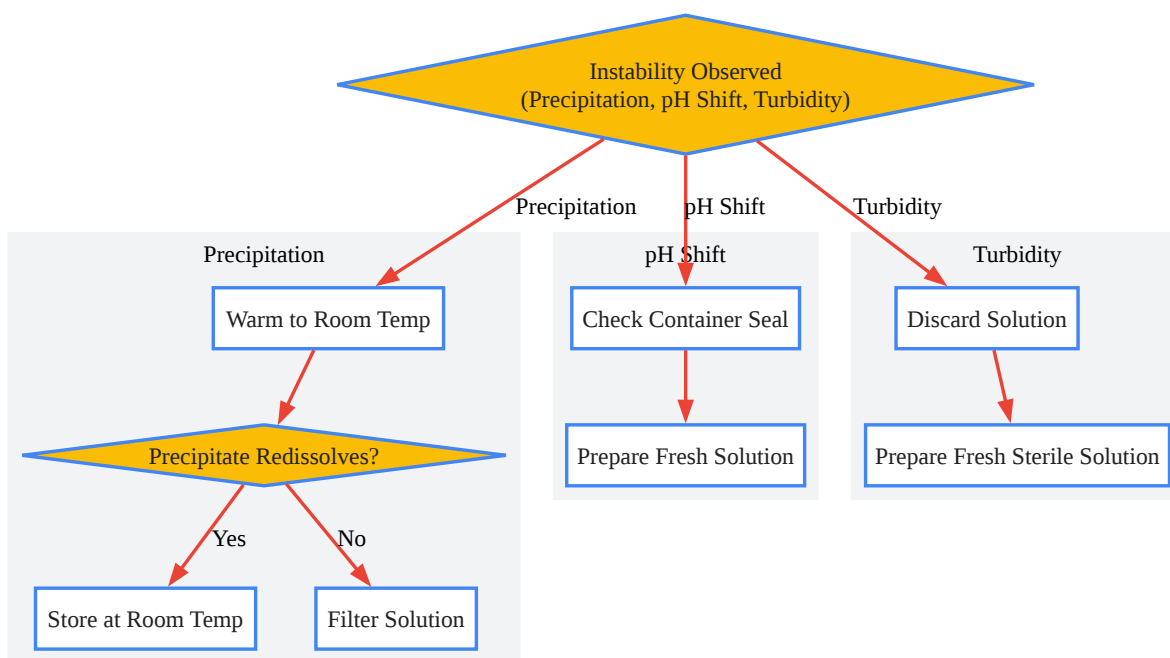 Instability Observed
(Precipitation, pH Shift, Turbidity)
Precipitation
pH Shift
Turbidity
Precipitation
pH Shift
Turbidity
Warm to Room Temp
Check Container Seal
Discard Solution
Precipitate Redissolves?
Prepare Fresh Solution
Prepare Fresh Sterile Solution
Yes
No
Store at Room Temp
Filter Solution